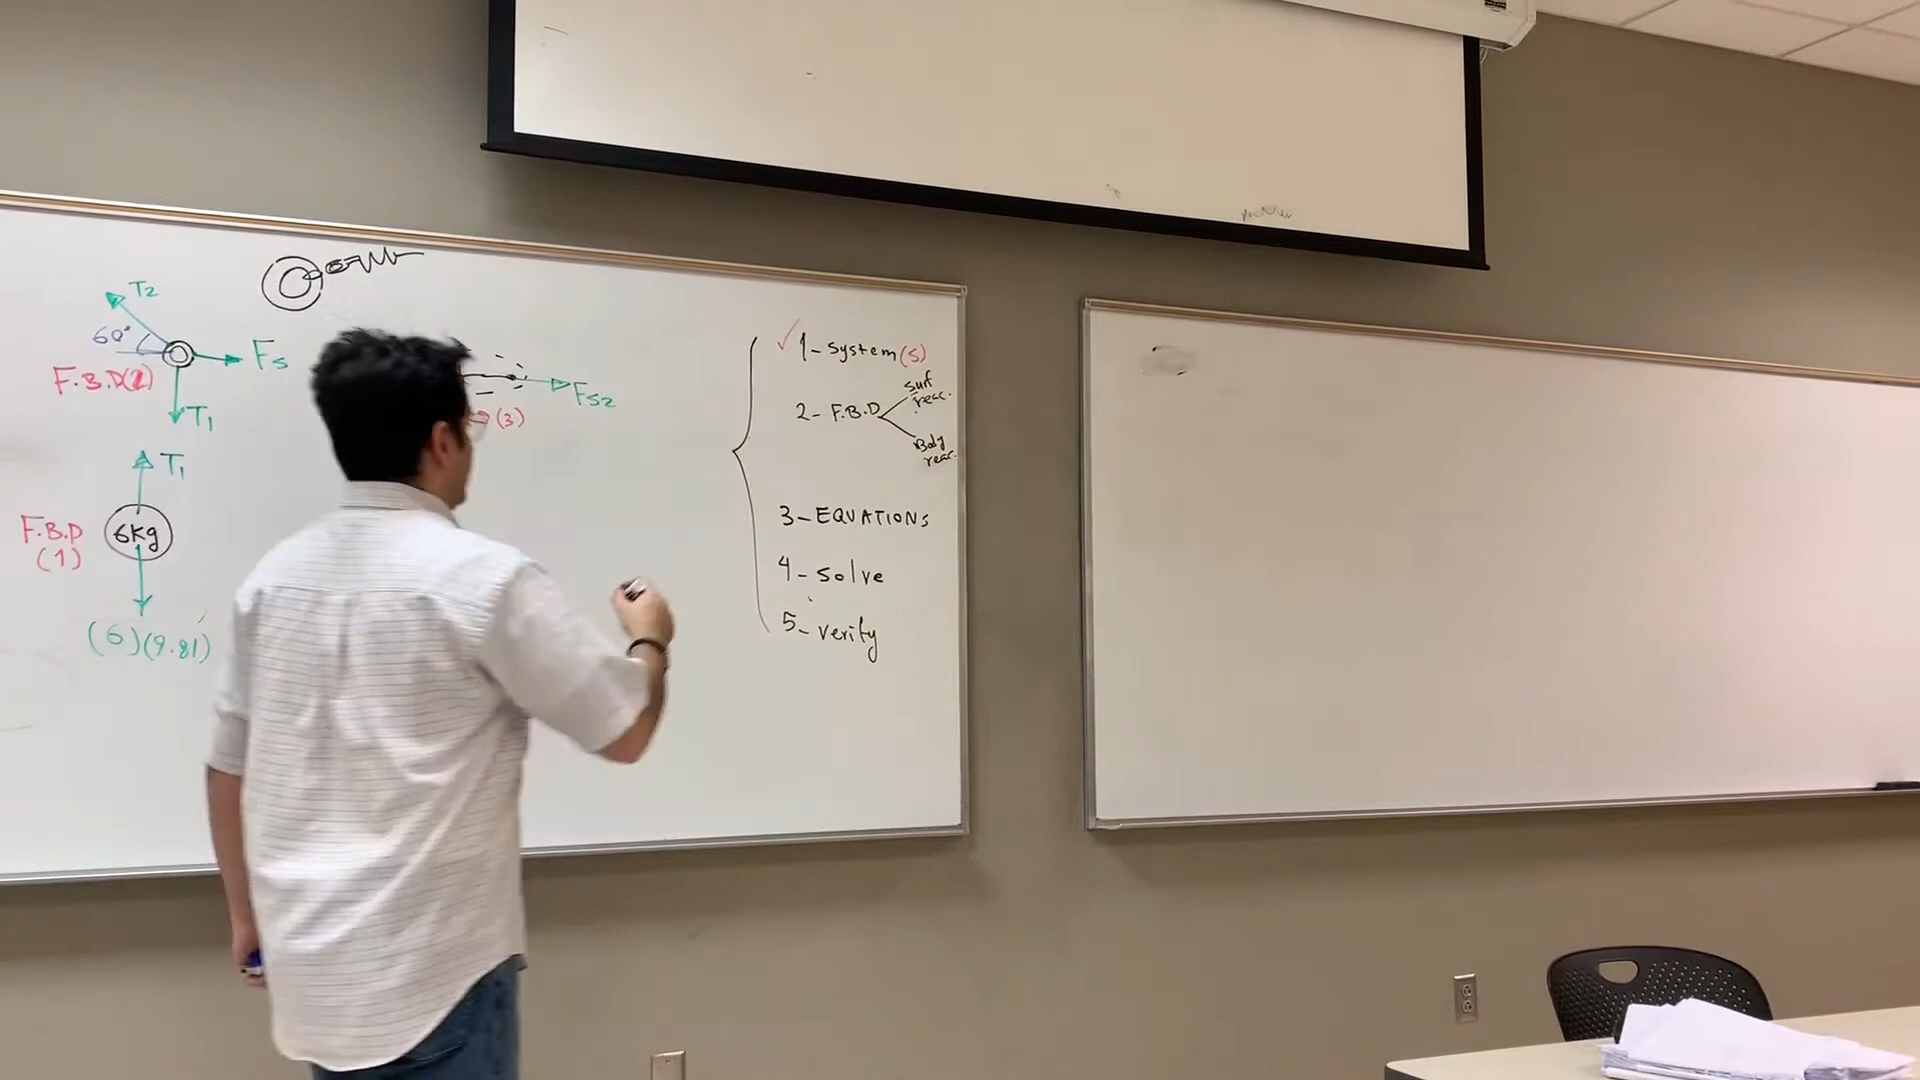 T2
60°
Fs
F.B.D(2)
T1
T1
F.B.D
(1)
6Kg
(6)(9.81)
Fs2
(3)
1- system(s)
2- F.B.D
surf
reac.
Body
reac.
3- EQUATIONS
4- solve
5- verify